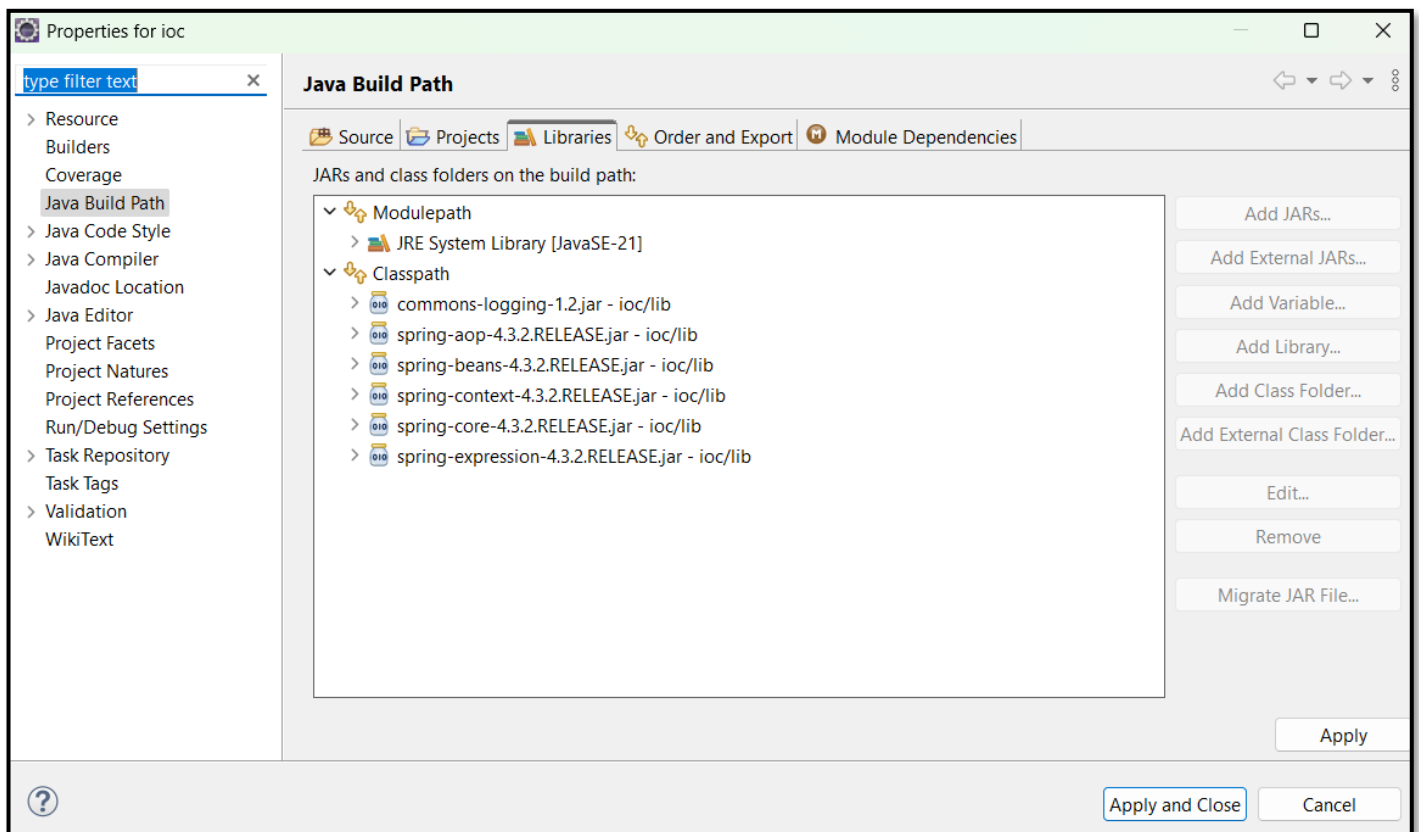 Properties for ioc
type filter text
Resource
Builders
Coverage
Java Build Path
Java Code Style
Java Compiler
Javadoc Location
Java Editor
Project Facets
Project Natures
Project References
Run/Debug Settings
Task Repository
Task Tags
Validation
WikiText
Java Build Path
Source Projects Libraries Order and Export Module Dependencies
JARs and class folders on the build path:
Modulepath
JRE System Library [JavaSE-21]
Classpath
commons-logging-1.2.jar - ioc/lib
spring-aop-4.3.2.RELEASE.jar - ioc/lib
spring-beans-4.3.2.RELEASE.jar - ioc/lib
spring-context-4.3.2.RELEASE.jar - ioc/lib
spring-core-4.3.2.RELEASE.jar - ioc/lib
spring-expression-4.3.2.RELEASE.jar - ioc/lib
Add JARs...
Add External JARs...
Add Variable...
Add Library...
Add Class Folder...
Add External Class Folder...
Edit...
Remove
Migrate JAR File...
Apply
Apply and Close
Cancel